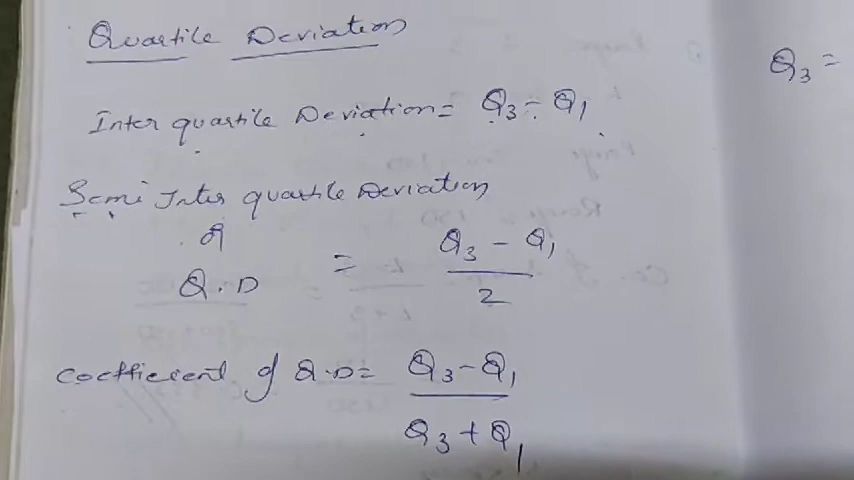 Quartile Deviation
Inter quartile Deviation = Q3 - Q1
Semi Inter quartile Deviation
or
Q.D = Q3 - Q1 / 2
coefficient of Q.D = Q3 - Q1 / Q3 + Q1
Q3 =